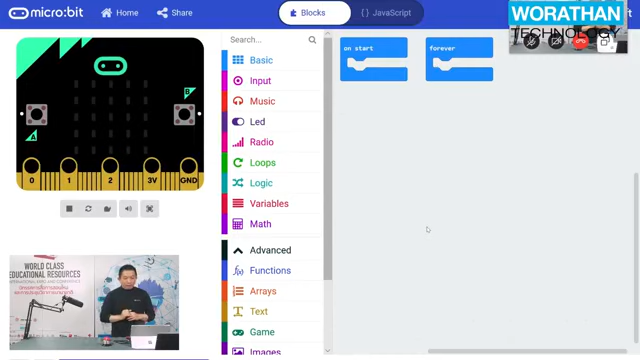 micro:bit
Home
Share
Blocks
{ } JavaScript
WORATHAN
TECHNOLOGY
Search...
Basic
Input
Music
Led
Radio
Loops
Logic
Variables
Math
Advanced
Functions
Arrays
Text
Game
Images
on start
forever
B
A
0
1
2
3V
GND
WORLD CLASS
EDUCATIONAL RESOURCES